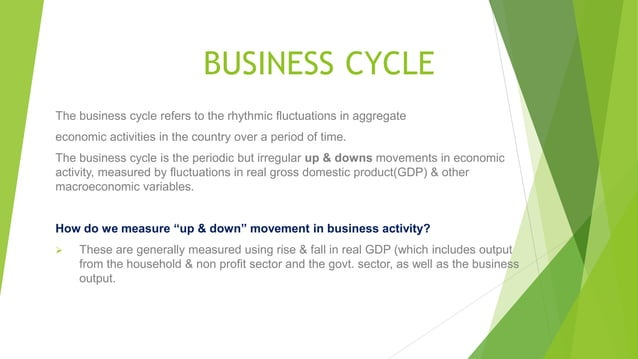 BUSINESS CYCLE
The business cycle refers to the rhythmic fluctuations in aggregate
economic activities in the country over a period of time.
The business cycle is the periodic but irregular up & downs movements in economic
activity, measured by fluctuations in real gross domestic product(GDP) & other
macroeconomic variables.
How do we measure “up & down” movement in business activity?
➢ These are generally measured using rise & fall in real GDP (which includes output
from the household & non profit sector and the govt. sector, as well as the business
output.